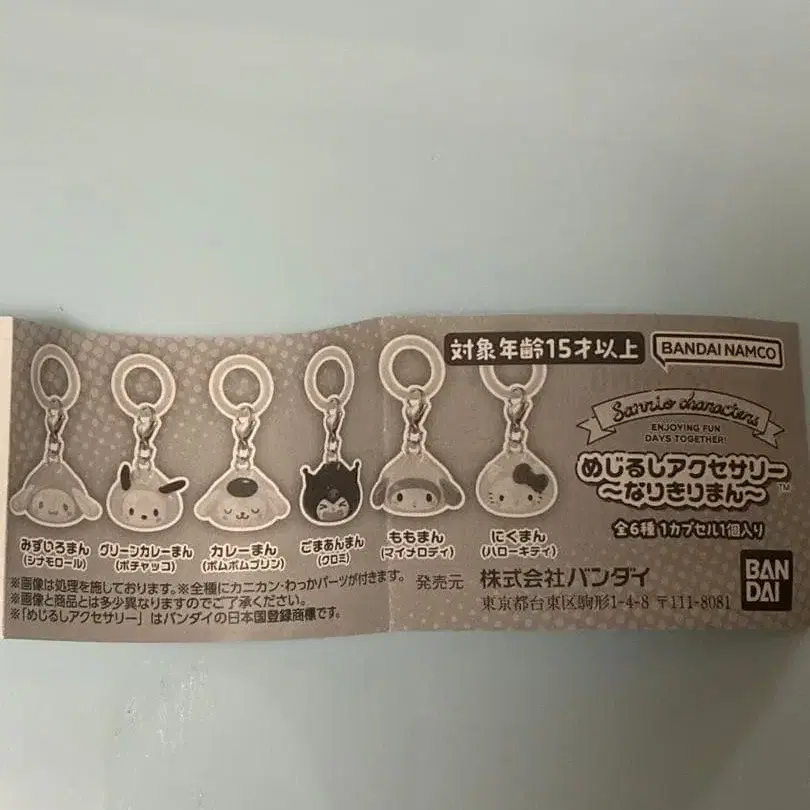 対象年齢15才以上
BANDAI NAMCO
Sanrio characters
ENJOYING FUN
DAYS TOGETHER!
めじるしアクセサリー
〜なりきりまん〜™
全6種 1カプセル1個入り
みずいろまん
(シナモロール)
グリーンカレーまん
(ポチャッコ)
カレーまん
(ポムポムプリン)
ごまあんまん
(クロミ)
ももまん
(マイメロディ)
にくまん
(ハローキティ)
※画像は処理を施しております。※全種にカニカン・わっかパーツが付きます。
※画像と商品とは多少異なりますのでご了承ください。
※「めじるしアクセサリー」はバンダイの日本国登録商標です。
発売元 株式会社バンダイ
東京都台東区駒形1-4-8 〒111-8081
BAN
DAI